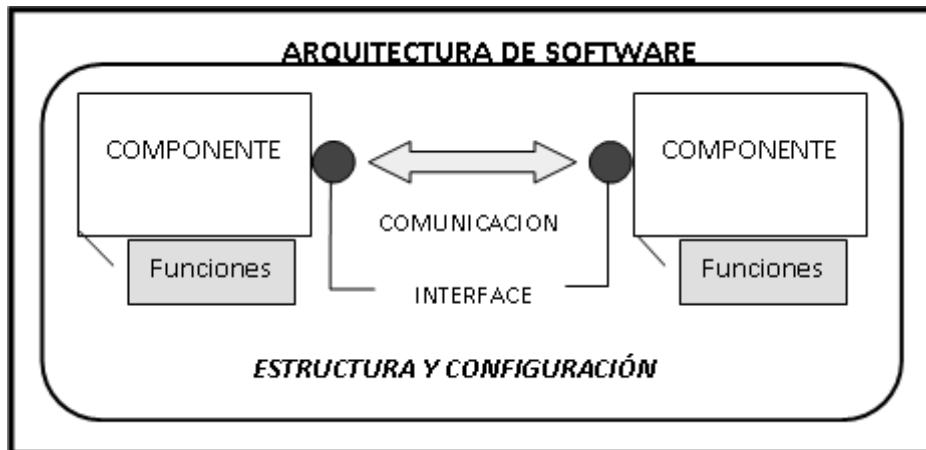 ARQUITECTURA DE SOFTWARE
COMPONENTE
COMPONENTE
COMUNICACION
Funciones
Funciones
INTERFACE
ESTRUCTURA Y CONFIGURACIÓN